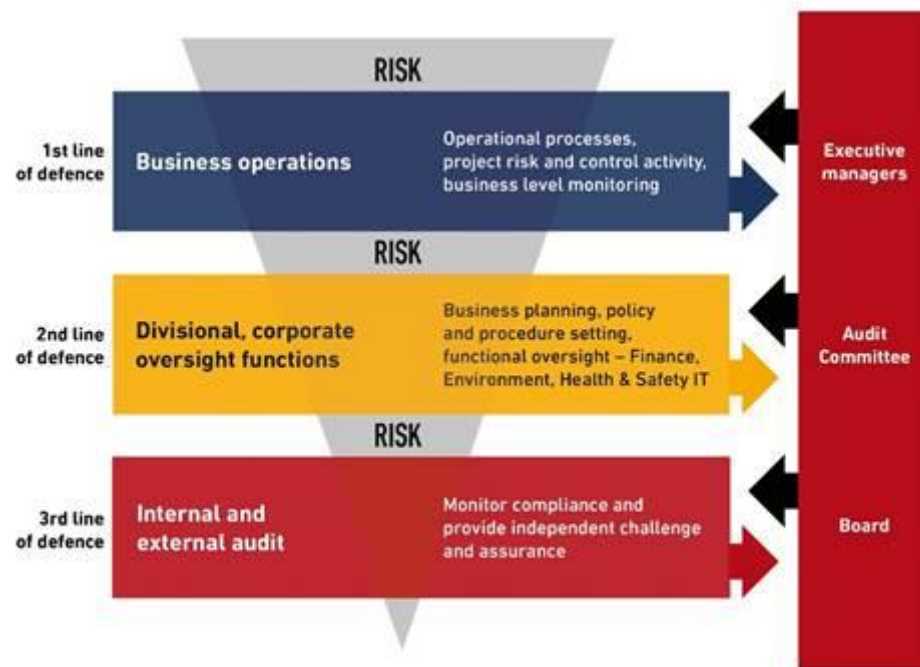 RISK
1st line
of defence
Business operations
Operational processes,
project risk and control activity,
business level monitoring
Executive
managers
RISK
2nd line
of defence
Divisional, corporate
oversight functions
Business planning, policy
and procedure setting,
functional oversight – Finance,
Environment, Health & Safety IT
Audit
Committee
RISK
3rd line
of defence
Internal and
external audit
Monitor compliance and
provide independent challenge
and assurance
Board